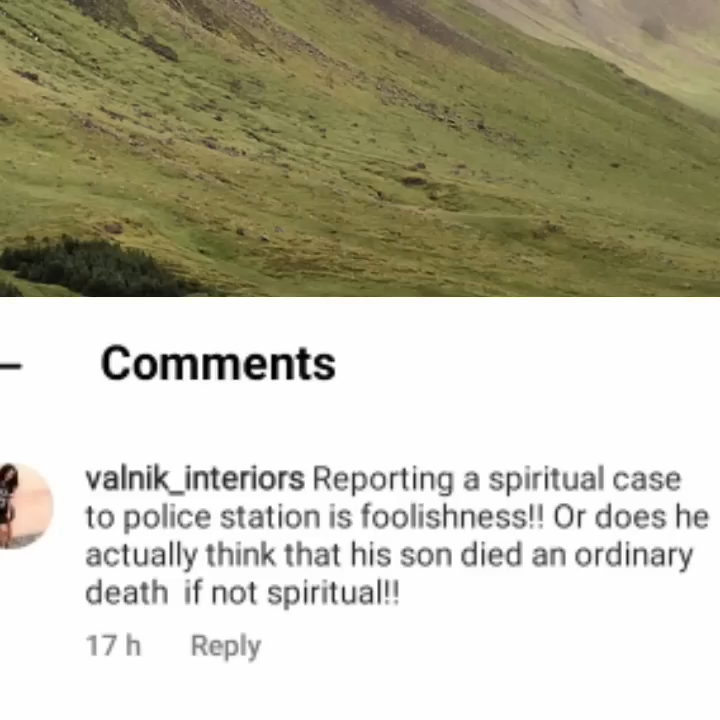 Comments
valnik_interiors Reporting a spiritual case
to police station is foolishness!! Or does he
actually think that his son died an ordinary
death if not spiritual!!
17 h Reply